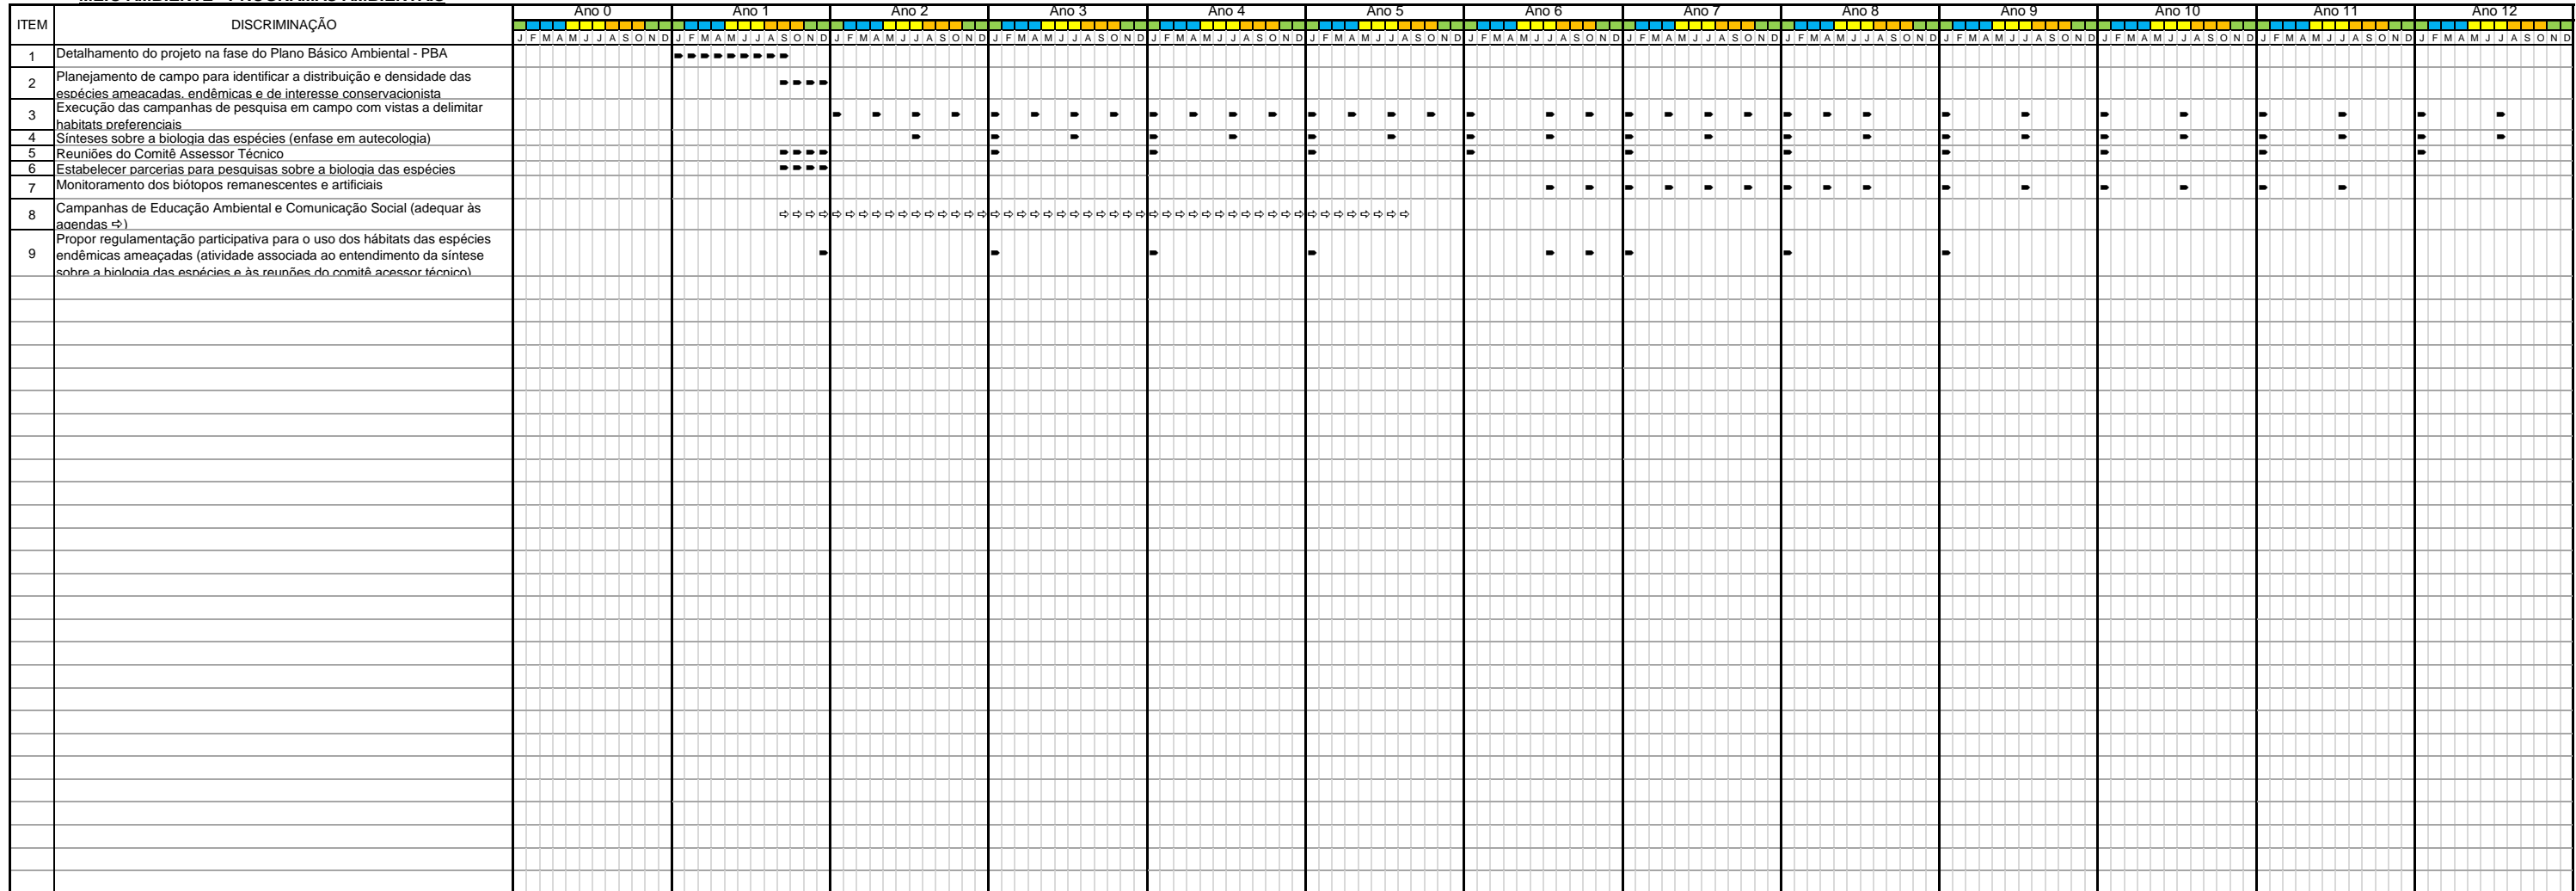 MEIO AMBIENTE - PROGRAMAS AMBIENTAIS
ITEM DISCRIMINAÇÃO Ano 0 Ano 1 Ano 2 Ano 3 Ano 4 Ano 5 Ano 6 Ano 7 Ano 8 Ano 9 Ano 10 Ano 11 Ano 12
J F M A M J J A S O N D J F M A M J J A S O N D J F M A M J J A S O N D J F M A M J J A S O N D J F M A M J J A S O N D J F M A M J J A S O N D J F M A M J J A S O N D J F M A M J J A S O N D J F M A M J J A S O N D J F M A M J J A S O N D J F M A M J J A S O N D J F M A M J J A S O N D J F M A M J J A S O N D
1 Detalhamento do projeto na fase do Plano Básico Ambiental - PBA
2 Planejamento de campo para identificar a distribuição e densidade das
espécies ameaçadas, endêmicas e de interesse conservacionista
3 Execução das campanhas de pesquisa em campo com vistas a delimitar
habitats preferenciais
4 Sínteses sobre a biologia das espécies (enfase em autecologia)
5 Reuniões do Comitê Assessor Técnico
6 Estabelecer parcerias para pesquisas sobre a biologia das espécies
7 Monitoramento dos biótopos remanescentes e artificiais
8 Campanhas de Educação Ambiental e Comunicação Social (adequar às
agendas ⇨)
9 Propor regulamentação participativa para o uso dos hábitats das espécies
endêmicas ameaçadas (atividade associada ao entendimento da síntese
sobre a biologia das espécies e às reunões do comitê acessor técnico)